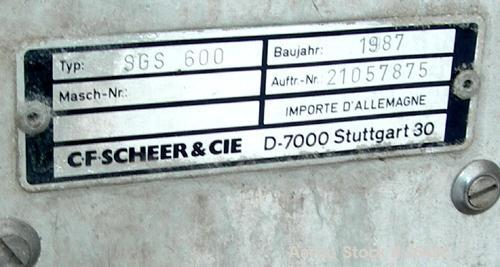 Typ: SGS 600 Baujahr: 1987
Masch-Nr.: Auftr.-Nr. 21057875
IMPORTE D'ALLEMAGNE
C·F·SCHEER & CIE D-7000 Stuttgart 30